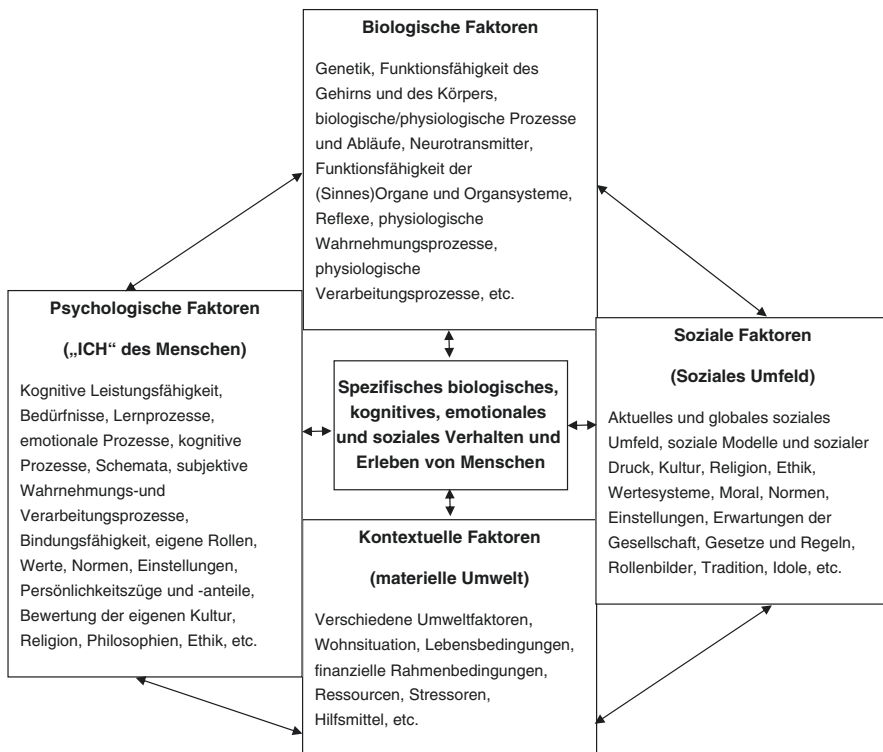 Biologische Faktoren
Genetik, Funktionsfähigkeit des
Gehirns und des Körpers,
biologische/physiologische Prozesse
und Abläufe, Neurotransmitter,
Funktionsfähigkeit der
(Sinnes)Organe und Organsysteme,
Reflexe, physiologische
Wahrnehmungsprozesse,
physiologische
Verarbeitungsprozesse, etc.
Psychologische Faktoren
(„ICH“ des Menschen)
Kognitive Leistungsfähigkeit,
Bedürfnisse, Lernprozesse,
emotionale Prozesse, kognitive
Prozesse, Schemata, subjektive
Wahrnehmungs-und
Verarbeitungsprozesse,
Bindungsfähigkeit, eigene Rollen,
Werte, Normen, Einstellungen,
Persönlichkeitszüge und -anteile,
Bewertung der eigenen Kultur,
Religion, Philosophien, Ethik, etc.
Spezifisches biologisches,
kognitives, emotionales
und soziales Verhalten und
Erleben von Menschen
Soziale Faktoren
(Soziales Umfeld)
Aktuelles und globales soziales
Umfeld, soziale Modelle und sozialer
Druck, Kultur, Religion, Ethik,
Wertesysteme, Moral, Normen,
Einstellungen, Erwartungen der
Gesellschaft, Gesetze und Regeln,
Rollenbilder, Tradition, Idole, etc.
Kontextuelle Faktoren
(materielle Umwelt)
Verschiedene Umweltfaktoren,
Wohnsituation, Lebensbedingungen,
finanzielle Rahmenbedingungen,
Ressourcen, Stressoren,
Hilfsmittel, etc.